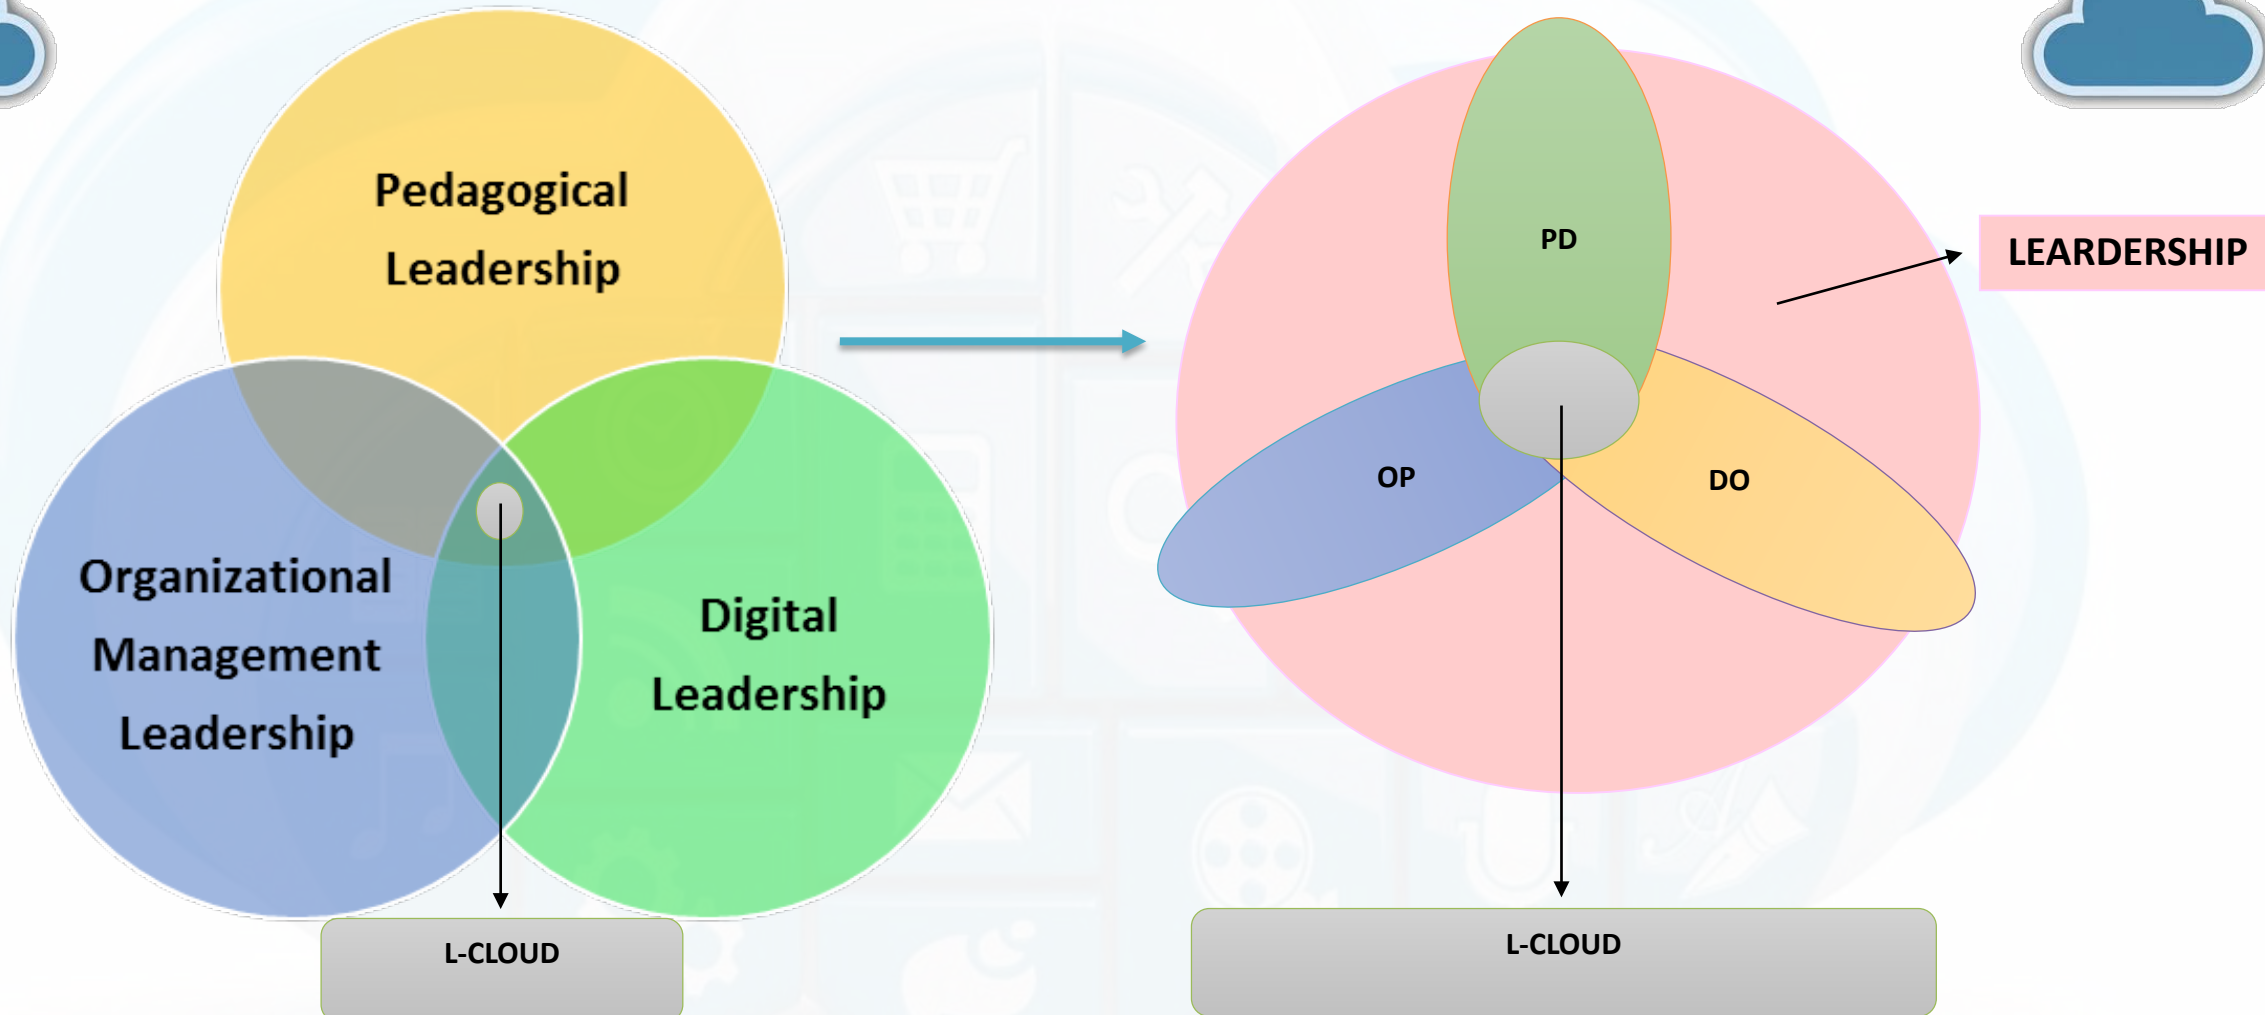 Pedagogical
Leadership
Organizational
Management
Leadership
Digital
Leadership
L-CLOUD
PD
OP
DO
LEARDERSHIP
L-CLOUD